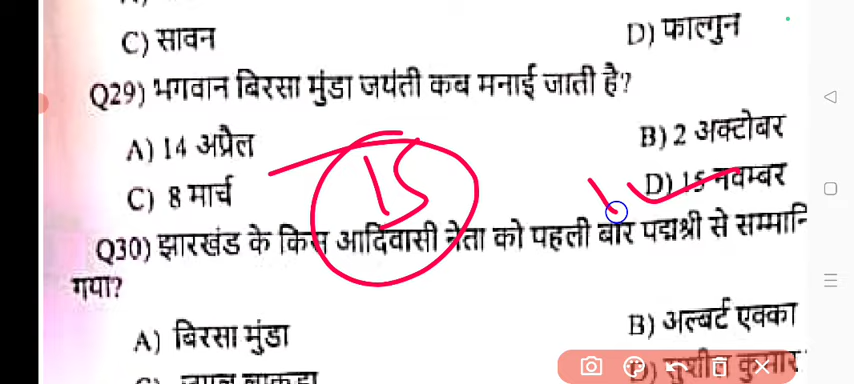 C) सावन
D) फाल्गुन
Q29) भगवान बिरसा मुंडा जयंती कब मनाई जाती है?
A) 14 अप्रैल
B) 2 अक्टोबर
C) 8 मार्च
D) 15 नवम्बर
15
Q30) झारखंड के किस आदिवासी नेता को पहली बार पद्मश्री से सम्मानि
गया?
A) बिरसा मुंडा
B) अल्बर्ट एक्का
D) सुशील कुमार